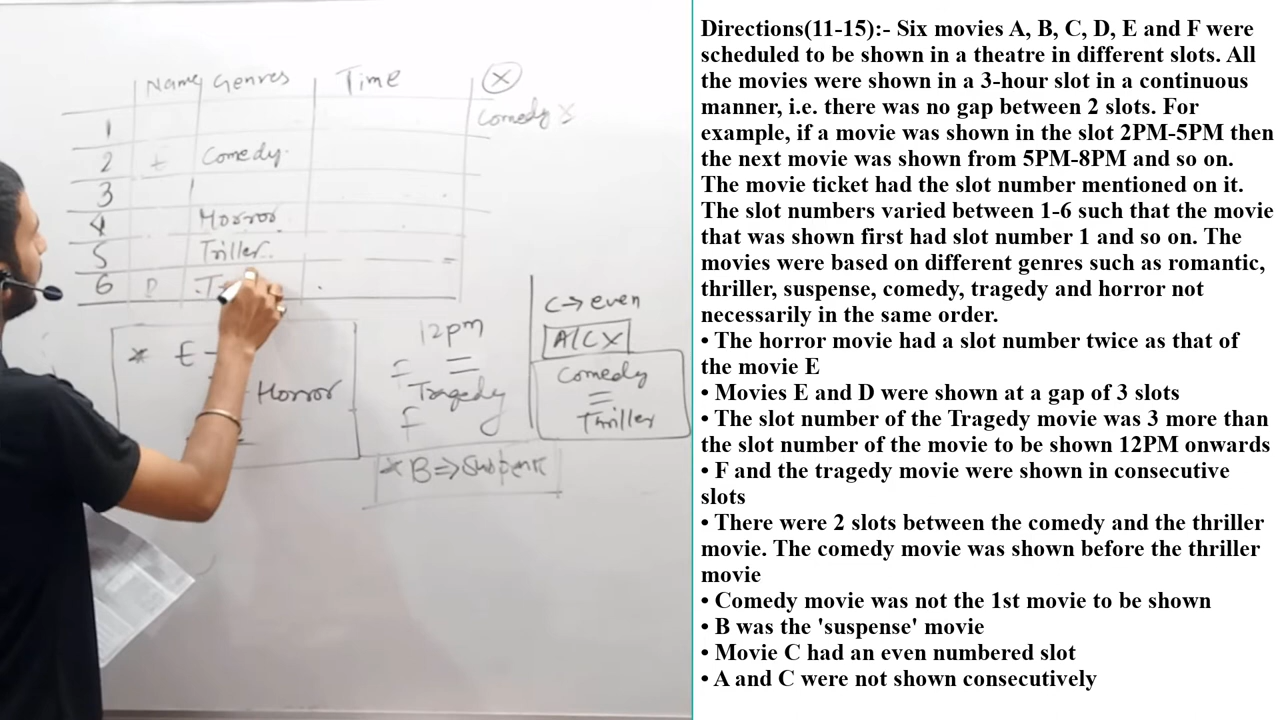 Name Genres Time X
Comedy X
1
2 E Comedy.
3
4 Horror
5 Triller
6 D T
* E
Horror
12pm
E =
Tragedy
F
* B ⇒ Suspense
C → even
A/C X
Comedy
=
Thriller
Directions(11-15):- Six movies A, B, C, D, E and F were
scheduled to be shown in a theatre in different slots. All
the movies were shown in a 3-hour slot in a continuous
manner, i.e. there was no gap between 2 slots. For
example, if a movie was shown in the slot 2PM-5PM then
the next movie was shown from 5PM-8PM and so on.
The movie ticket had the slot number mentioned on it.
The slot numbers varied between 1-6 such that the movie
that was shown first had slot number 1 and so on. The
movies were based on different genres such as romantic,
thriller, suspense, comedy, tragedy and horror not
necessarily in the same order.
• The horror movie had a slot number twice as that of
the movie E
• Movies E and D were shown at a gap of 3 slots
• The slot number of the Tragedy movie was 3 more than
the slot number of the movie to be shown 12PM onwards
• F and the tragedy movie were shown in consecutive
slots
• There were 2 slots between the comedy and the thriller
movie. The comedy movie was shown before the thriller
movie
• Comedy movie was not the 1st movie to be shown
• B was the 'suspense' movie
• Movie C had an even numbered slot
• A and C were not shown consecutively